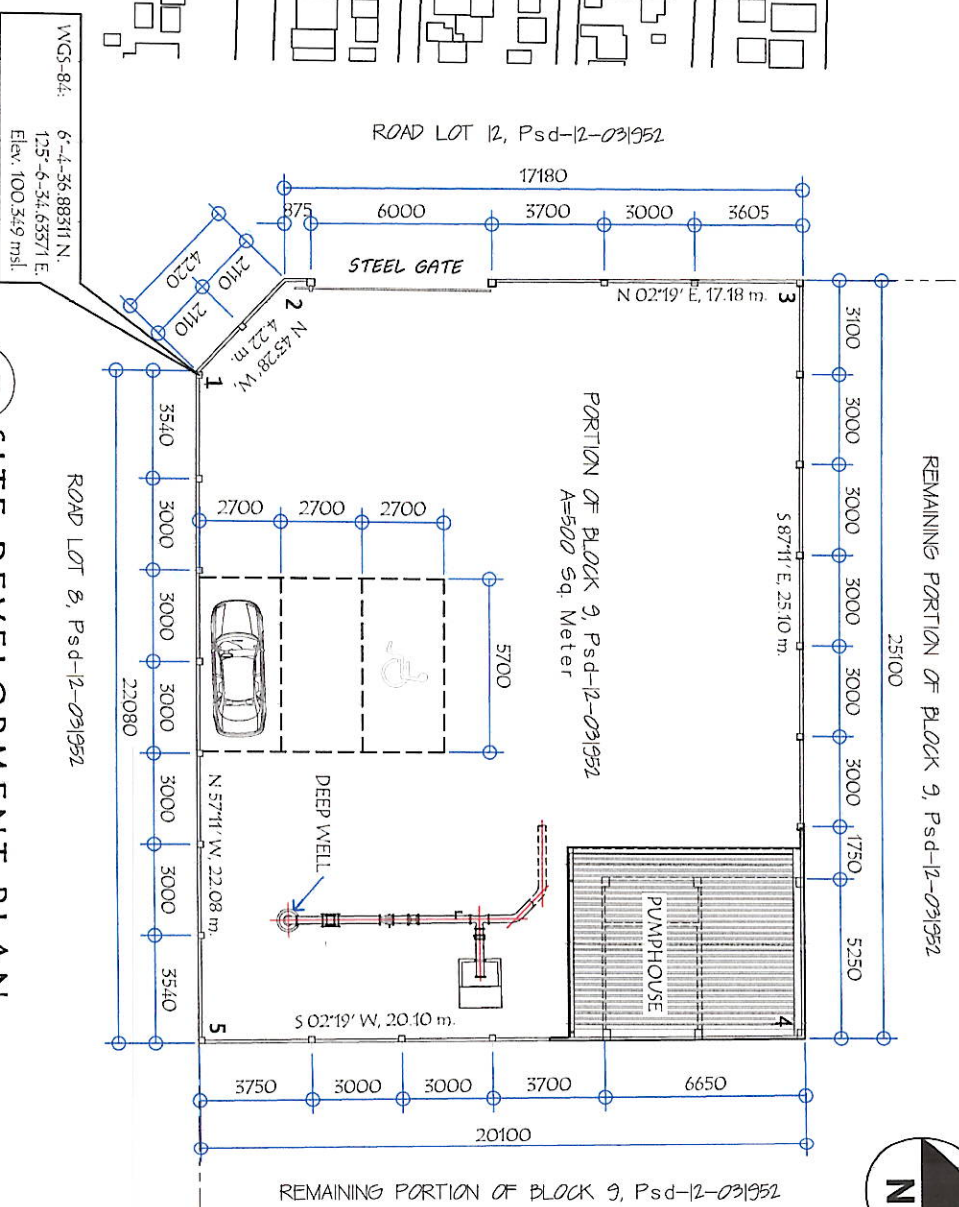 ROAD LOT 12, Psd-12-031952
17180
875
6000
3700
3000
3605
STEEL GATE
N 02°19' E, 17.18 m.
2
3
4220
2110
2110
N 43°28' W,
4.22 m.
1
WGS-84:
6°-4-36.88311 N.
125°-6-34.63371 E.
Elev. 100.349 msl.
REMAINING PORTION OF BLOCK 9, Psd-12-031952
25100
3100
3000
3000
3000
3000
3000
1750
5250
S 87°11' E, 25.10 m.
PORTION OF BLOCK 9, Psd-12-031952
A=500 Sq. Meter
2700
2700
2700
5700
DEEP WELL
PUMPHOUSE
4
N 57°11' W, 22.08 m.
3540
3000
3000
3000
3000
3000
3540
22080
ROAD LOT 8, Psd-12-031952
5
S 02°19' W, 20.10 m.
3750
3000
3000
3700
6650
20100
REMAINING PORTION OF BLOCK 9, Psd-12-031952
N
SITE DEVELOPMENT PLAN